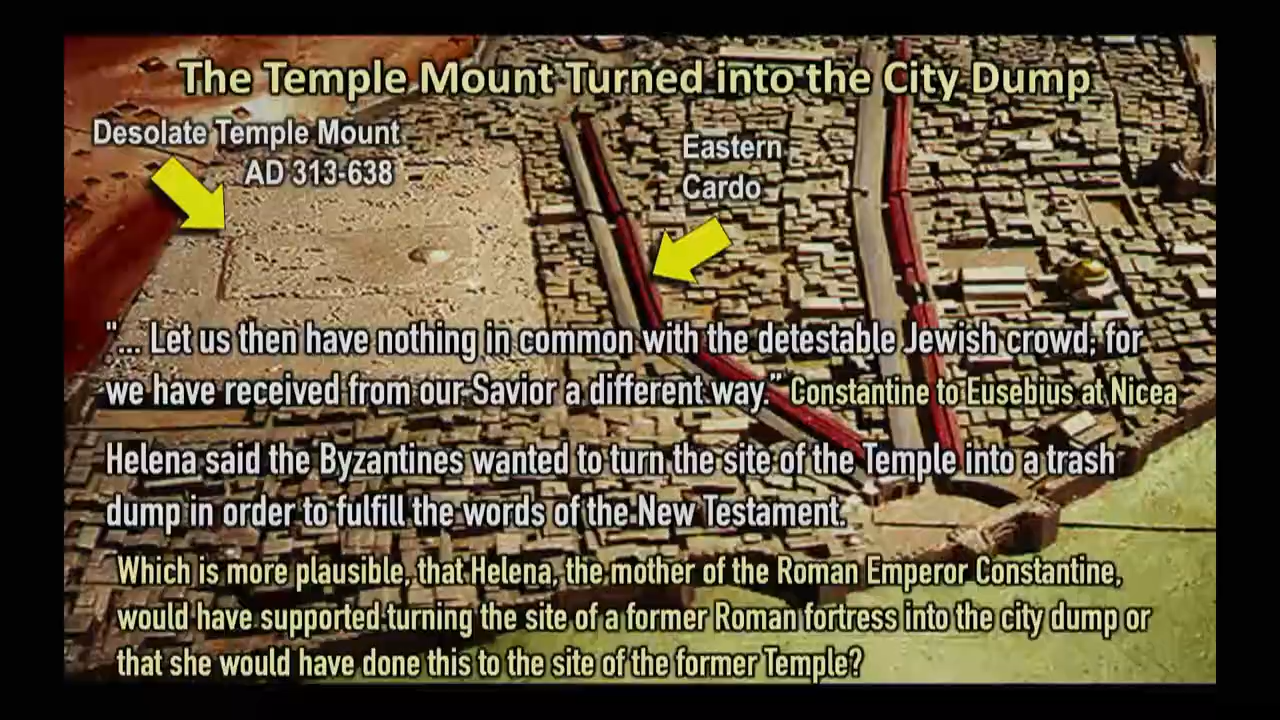 The Temple Mount Turned into the City Dump
Desolate Temple Mount
AD 313-638
Eastern
Cardo
"... Let us then have nothing in common with the detestable Jewish crowd; for
we have received from our Savior a different way." Constantine to Eusebius at Nicea
Helena said the Byzantines wanted to turn the site of the Temple into a trash
dump in order to fulfill the words of the New Testament.
Which is more plausible, that Helena, the mother of the Roman Emperor Constantine,
would have supported turning the site of a former Roman fortress into the city dump or
that she would have done this to the site of the former Temple?